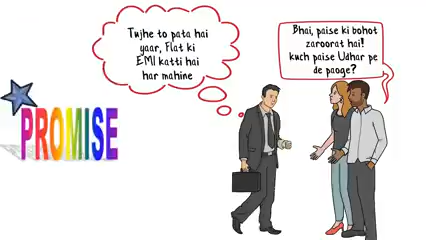 Tujhe to pata hai
yaar, Flat ki
EMI katti hai
har mahine
Bhai, paise ki bohot
zaroorat hai!
kuch paise Udhar pe
de paoge?
PROMISE